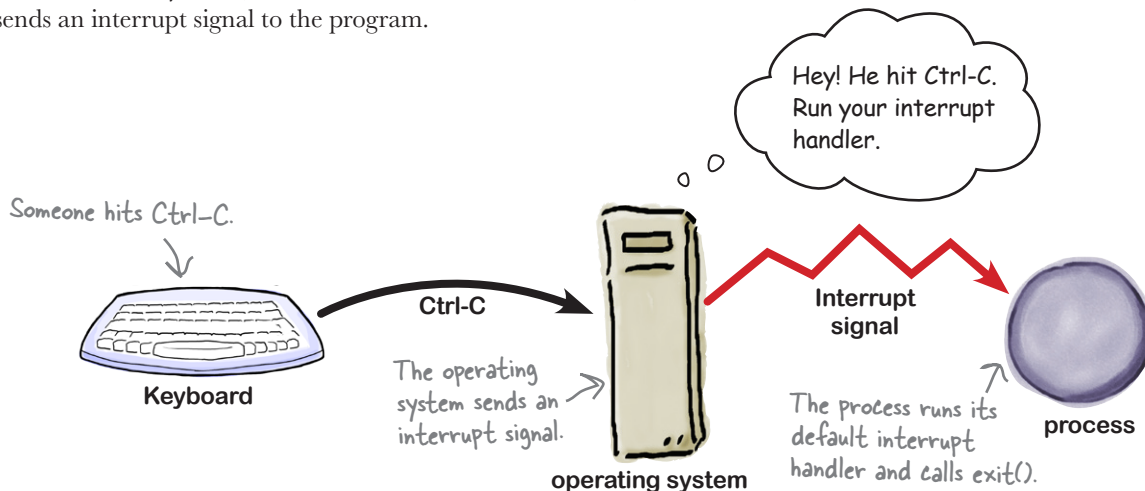 sends an interrupt signal to the program.
Hey! He hit Ctrl-C.
Run your interrupt
handler.
Someone hits Ctrl-C.
Ctrl-C
Interrupt
signal
Keyboard
The operating
system sends an
interrupt signal.
operating system
The process runs its
default interrupt
handler and calls exit().
process